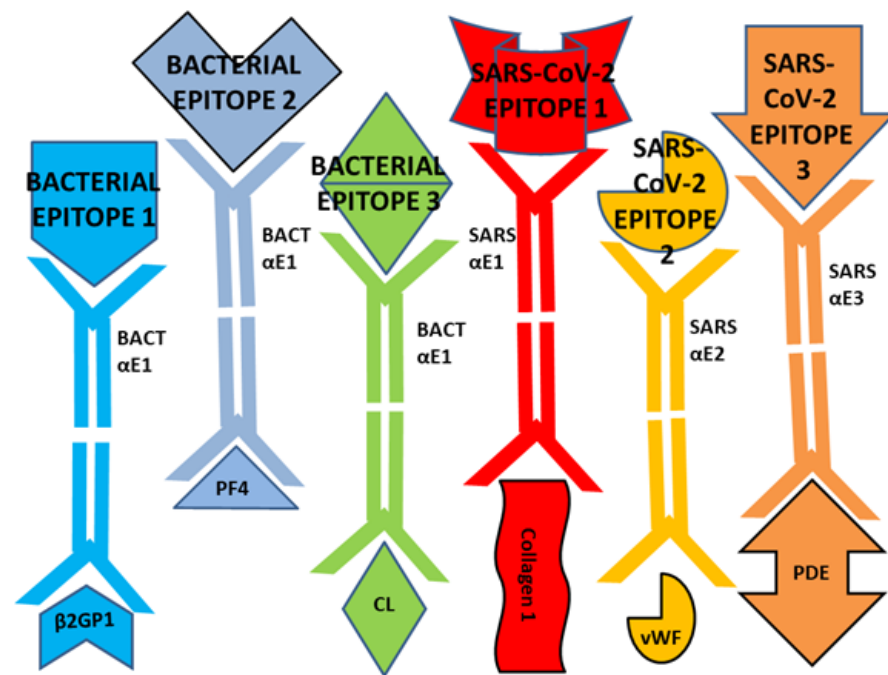 BACTERIAL
EPITOPE 1
BACT
αE1
β2GP1
BACTERIAL
EPITOPE 2
BACT
αE1
PF4
BACTERIAL
EPITOPE 3
BACT
αE1
CL
SARS-CoV-2
EPITOPE 1
SARS
αE1
Collagen 1
SARS-
CoV-2
EPITOPE
2
SARS
αE2
vWF
SARS-
CoV-2
EPITOPE
3
SARS
αE3
PDE